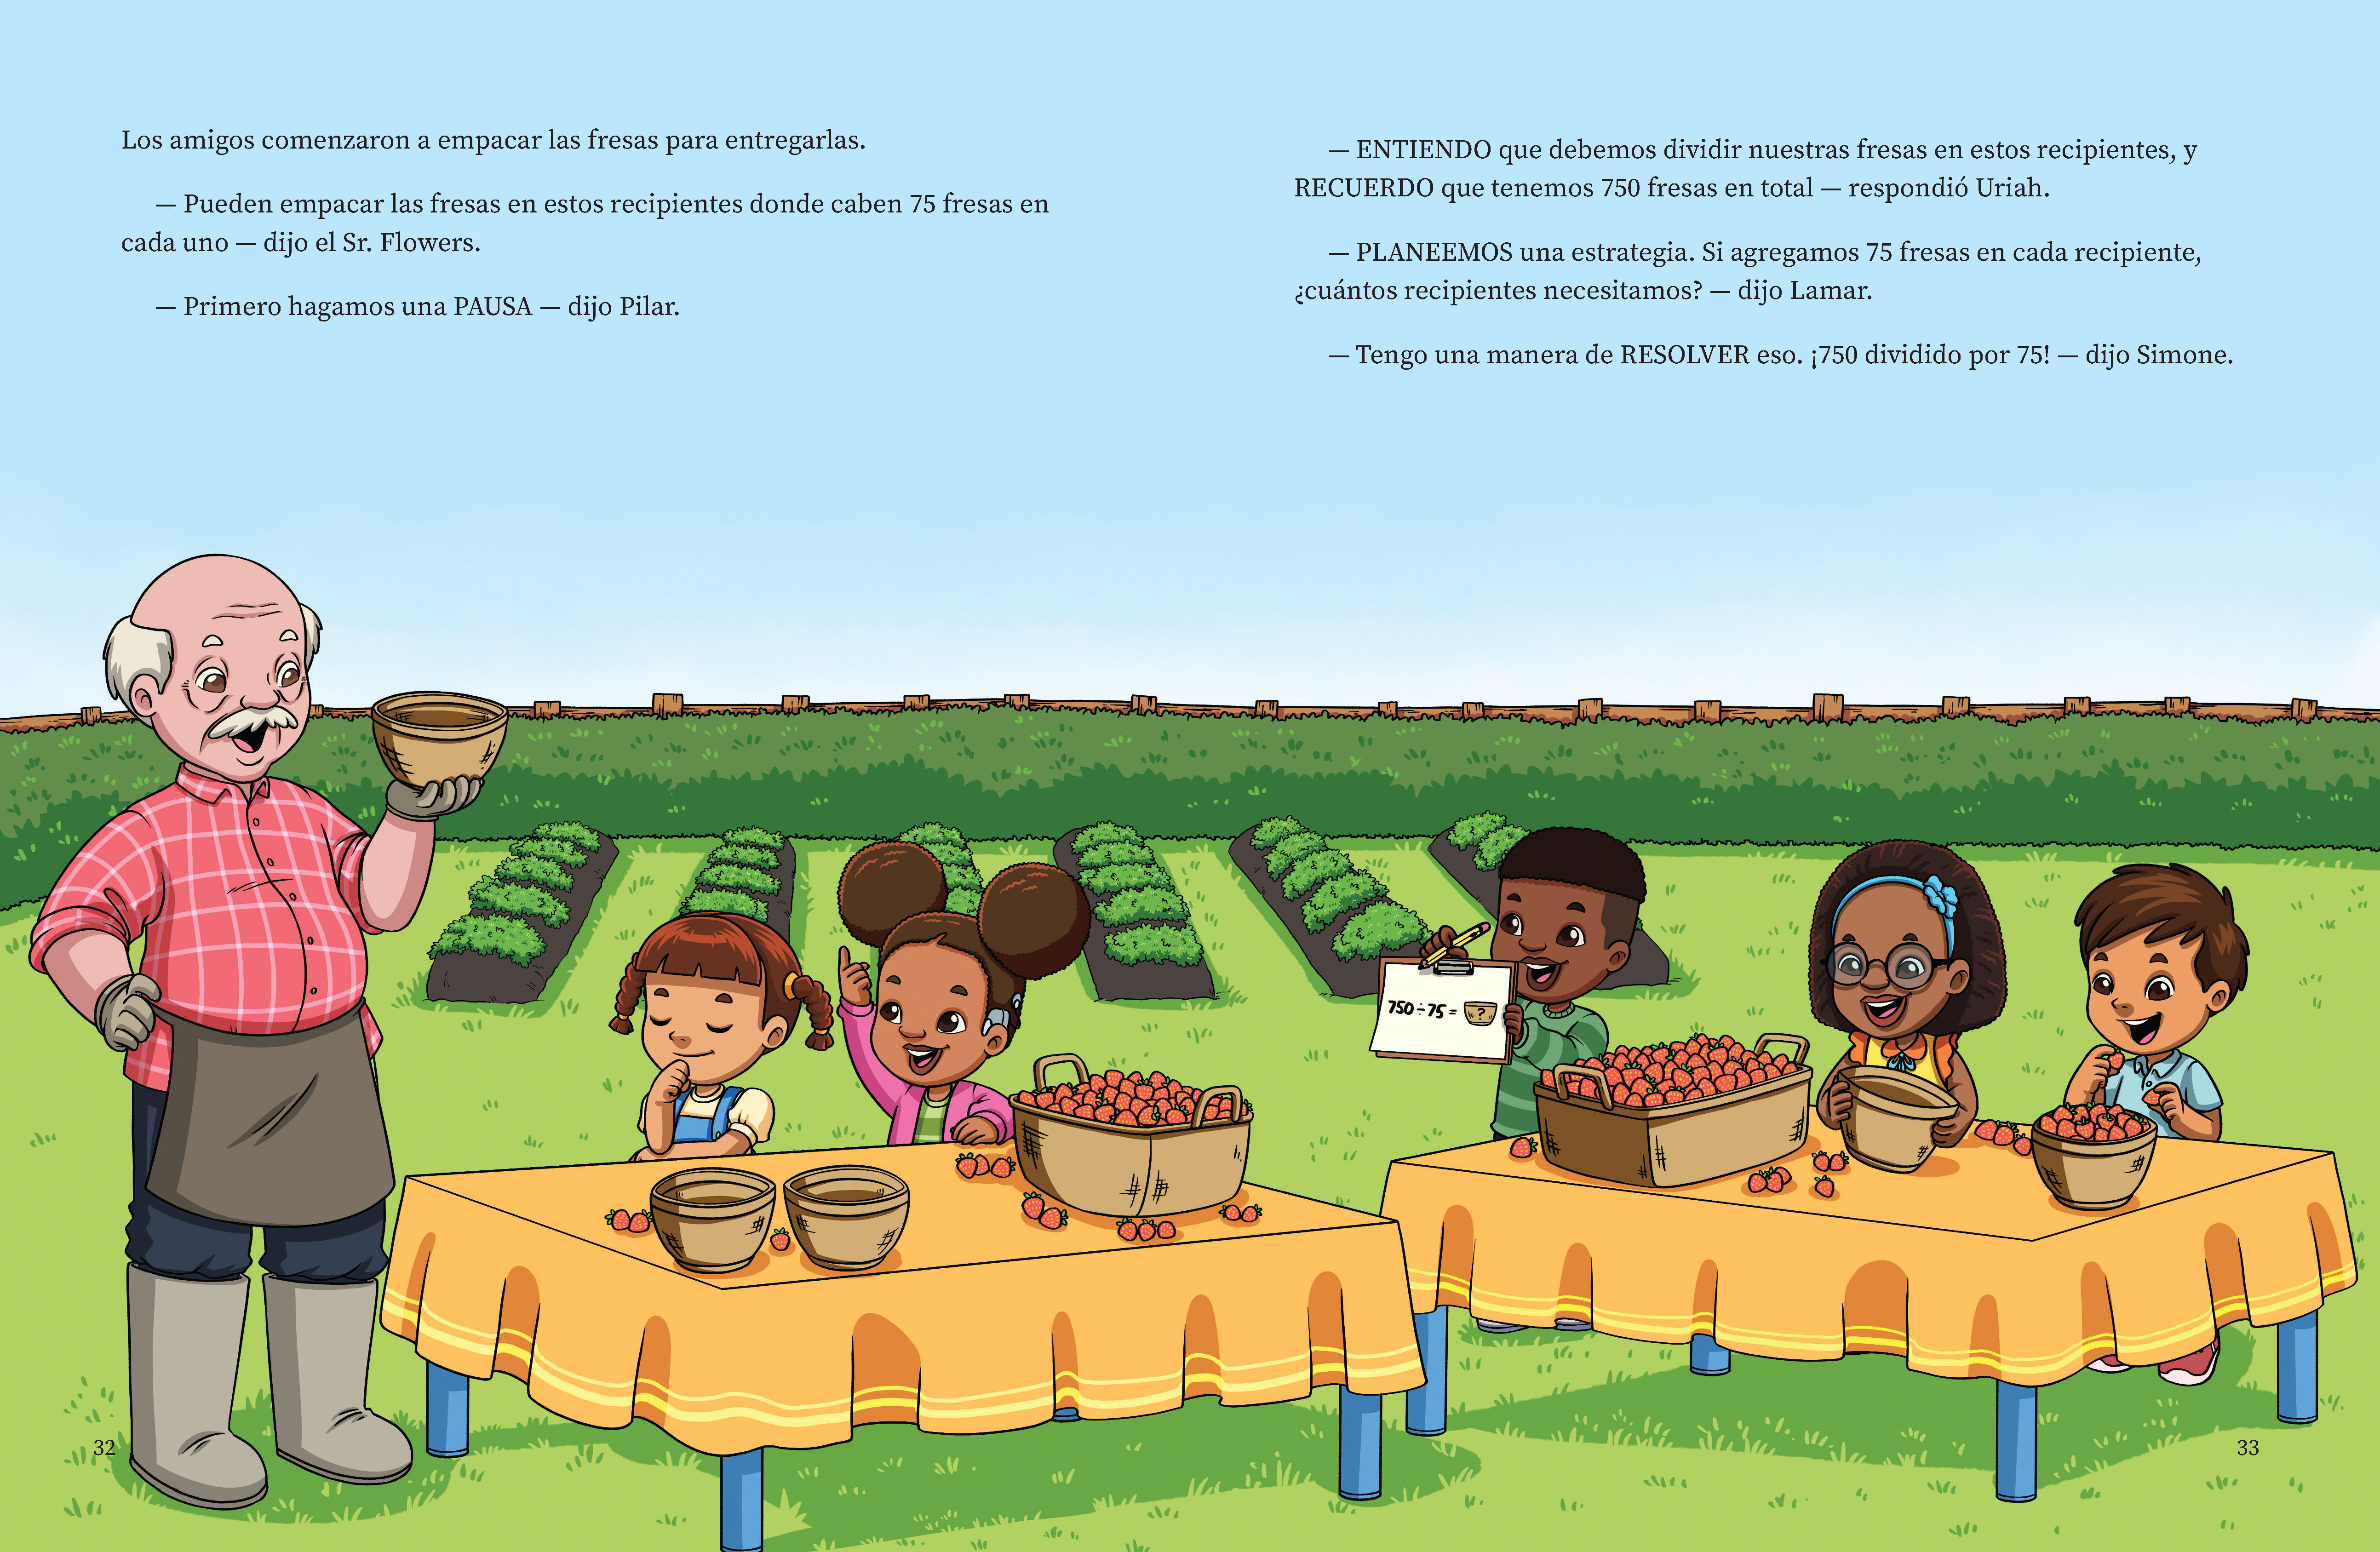 Los amigos comenzaron a empacar las fresas para entregarlas.
— Pueden empacar las fresas en estos recipientes donde caben 75 fresas en
cada uno — dijo el Sr. Flowers.
— Primero hagamos una PAUSA — dijo Pilar.
32
— ENTIENDO que debemos dividir nuestras fresas en estos recipientes, y
RECUERDO que tenemos 750 fresas en total — respondió Uriah.
— PLANEEMOS una estrategia. Si agregamos 75 fresas en cada recipiente,
¿cuántos recipientes necesitamos? — dijo Lamar.
— Tengo una manera de RESOLVER eso. ¡750 dividido por 75! — dijo Simone.
750÷75= ?
33